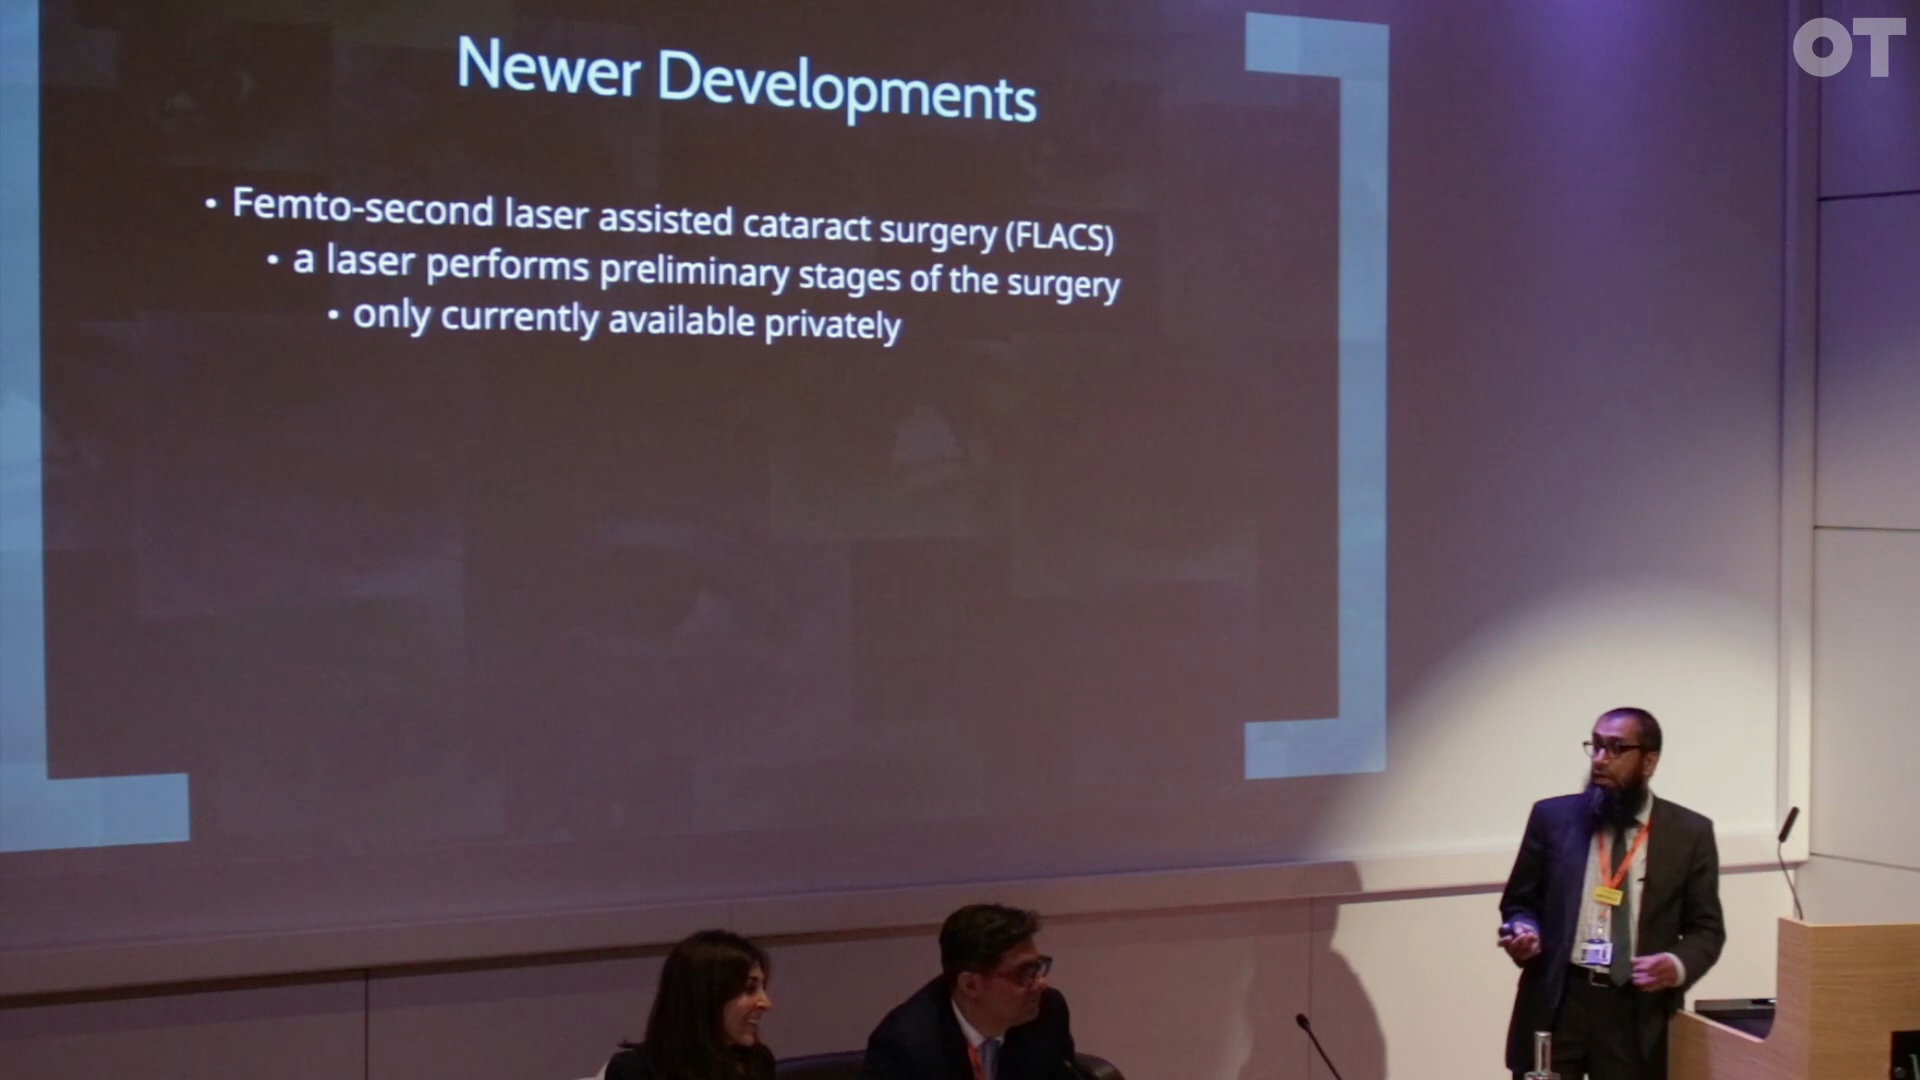 OT
Newer Developments
• Femto-second laser assisted cataract surgery (FLACS)
• a laser performs preliminary stages of the surgery
• only currently available privately